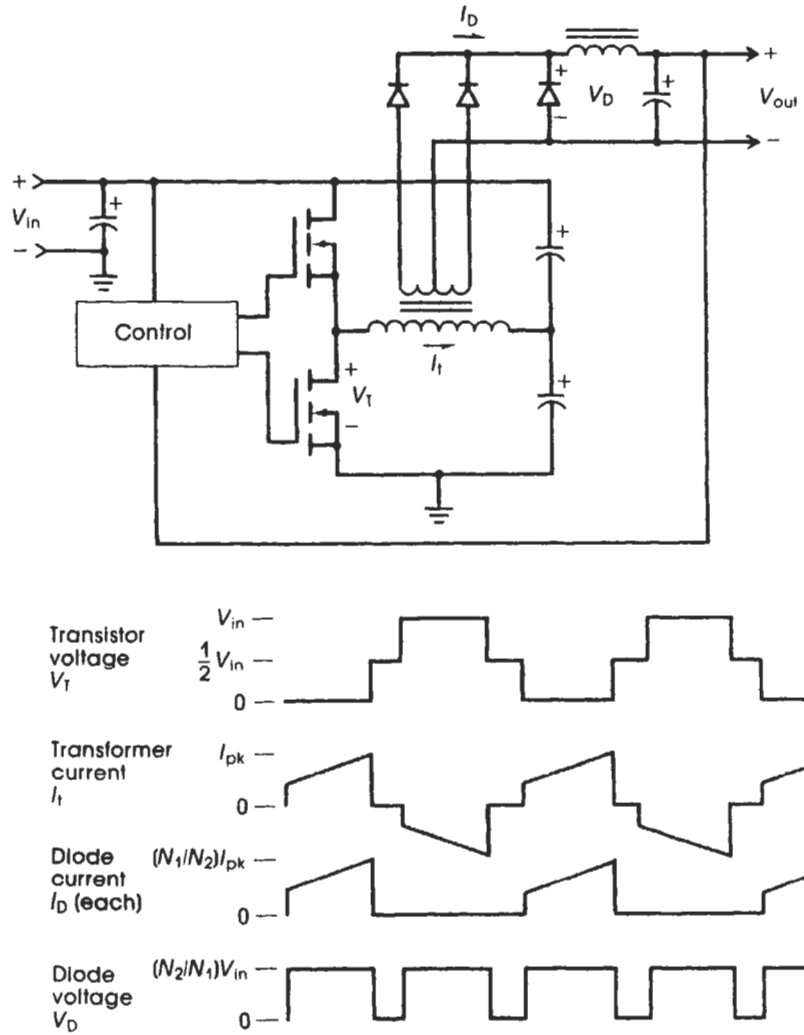 I_D
+
+
V_D
−
+
V_out
−
+
V_in
−
+
+
Control
I_t
+
V_T
−
+
Transistor
voltage
V_T
V_in
1/2 V_in
0
Transformer
current
I_t
I_pk
0
Diode
current
I_D (each)
(N_1/N_2)I_pk
0
Diode
voltage
V_D
(N_2/N_1)V_in
0